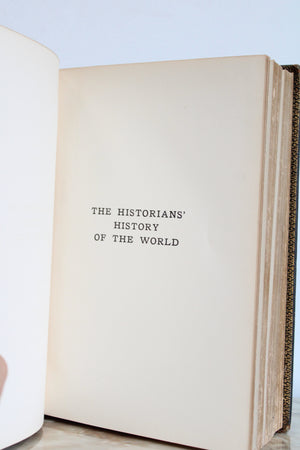 THE HISTORIANS'
HISTORY
OF THE WORLD